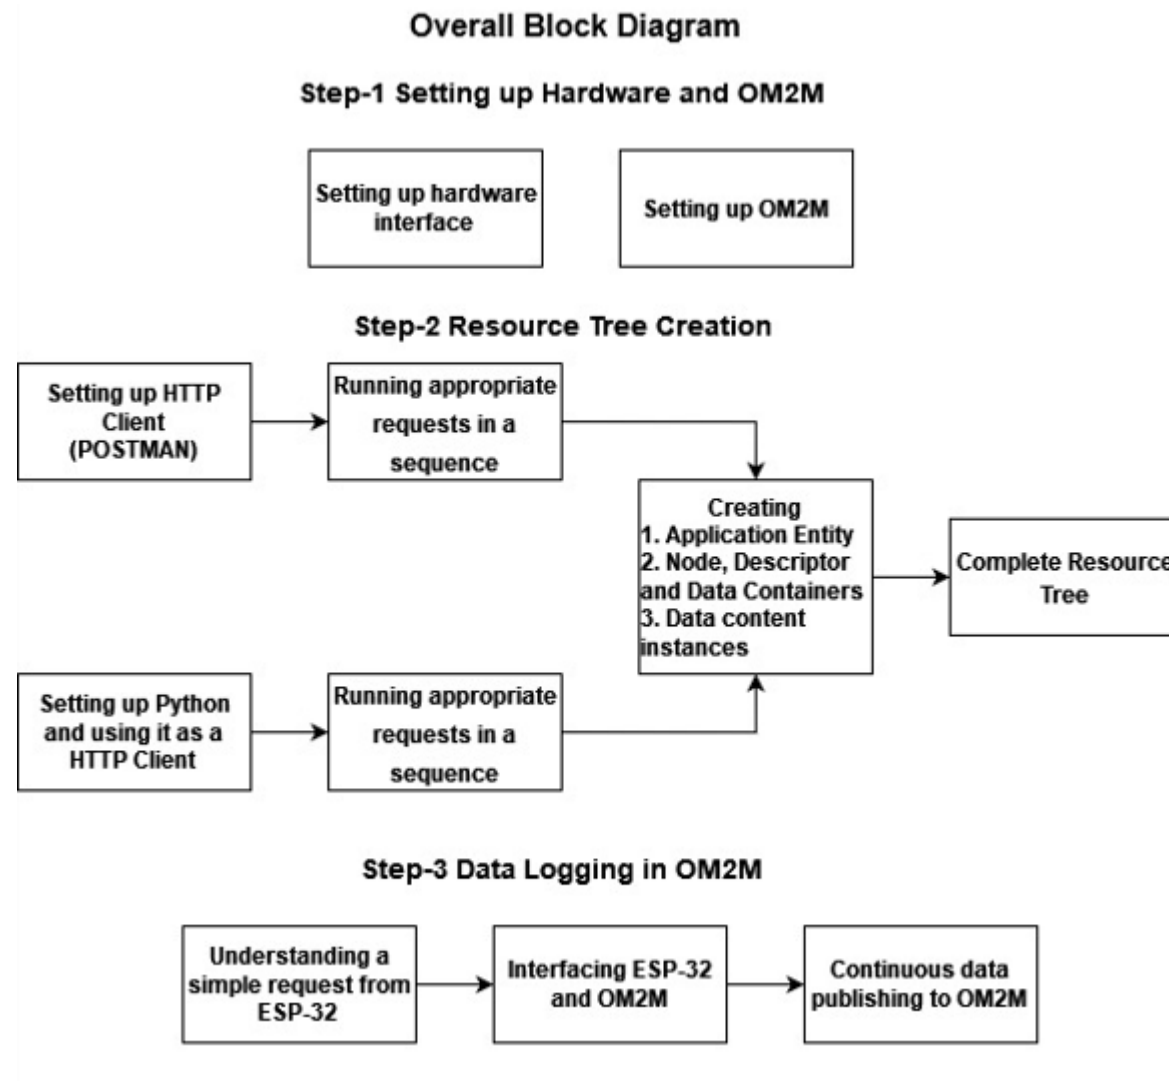 Overall Block Diagram
Step-1 Setting up Hardware and OM2M
Setting up hardware
interface
Setting up OM2M
Step-2 Resource Tree Creation
Setting up HTTP
Client
(POSTMAN)
Running appropriate
requests in a
sequence
Creating
1. Application Entity
2. Node, Descriptor
and Data Containers
3. Data content
instances
Complete Resource
Tree
Setting up Python
and using it as a
HTTP Client
Running appropriate
requests in a
sequence
Step-3 Data Logging in OM2M
Understanding a
simple request from
ESP-32
Interfacing ESP-32
and OM2M
Continuous data
publishing to OM2M